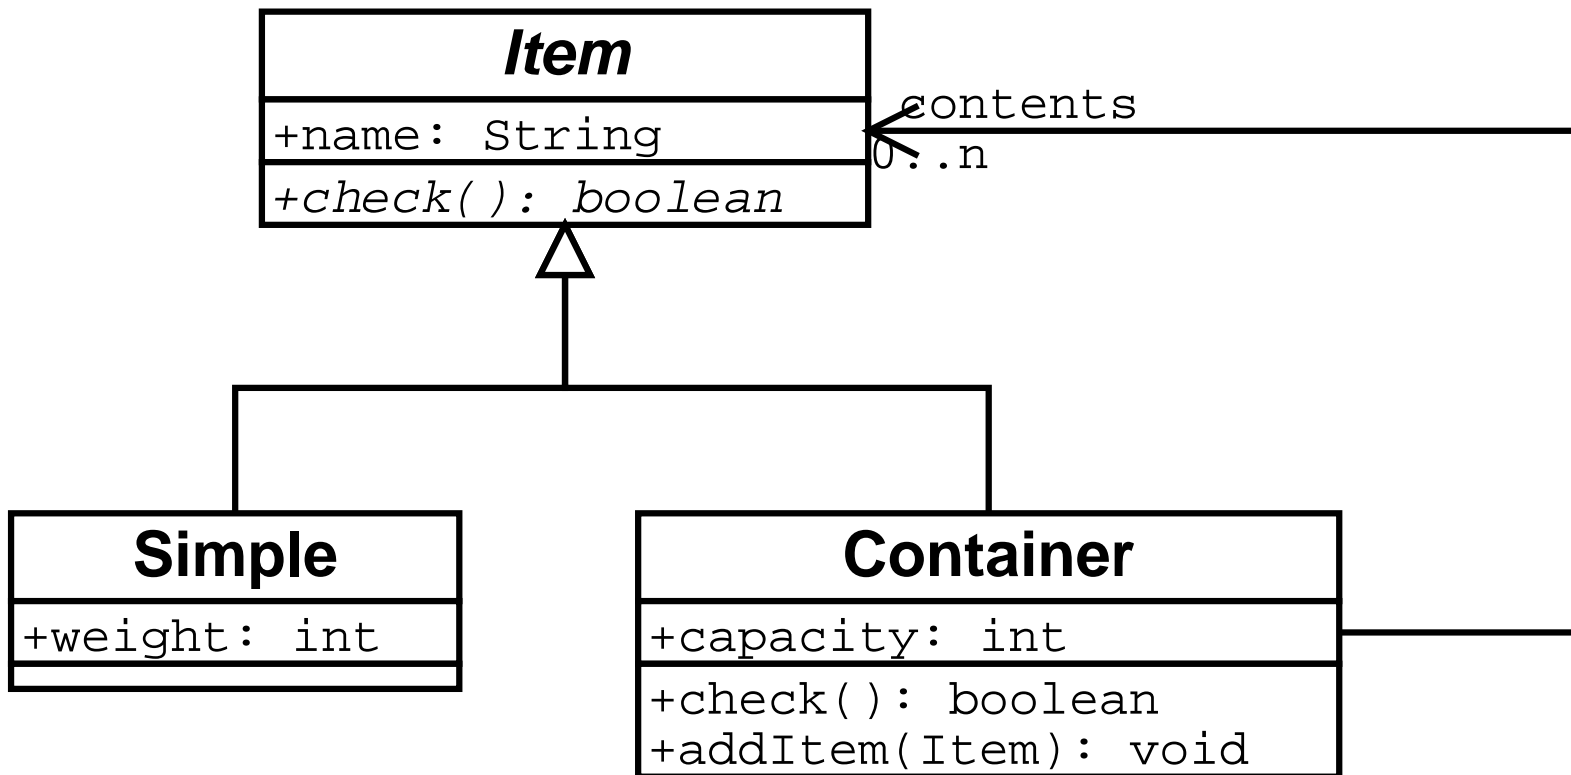 Item
+name: String
+check(): boolean
contents
0..n
Simple
+weight: int
Container
+capacity: int
+check(): boolean
+addItem(Item): void